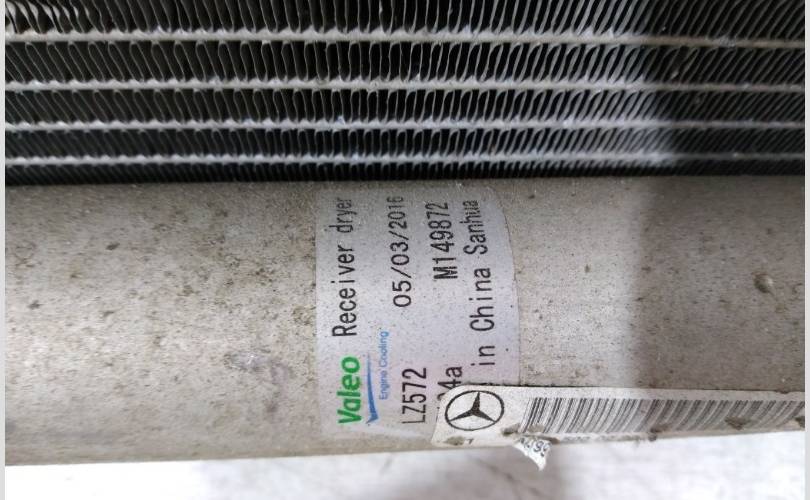 Valeo Receiver dryer
Engine Cooling
LZ572 05/03/2016
M149872
in China Sanhua